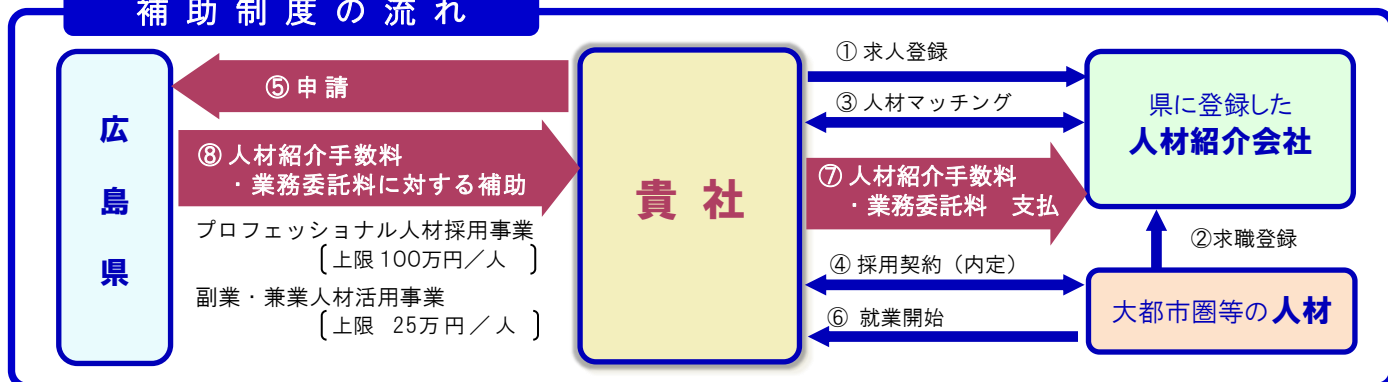 補助制度の流れ
広島県
⑤申請
⑧人材紹介手数料
・業務委託料に対する補助
プロフェッショナル人材採用事業
〔上限100万円／人〕
副業・兼業人材活用事業
〔上限 25万円／人〕
貴社
①求人登録
③人材マッチング
⑦人材紹介手数料
・業務委託料 支払
④採用契約（内定）
⑥ 就業開始
県に登録した
人材紹介会社
②求職登録
大都市圏等の人材